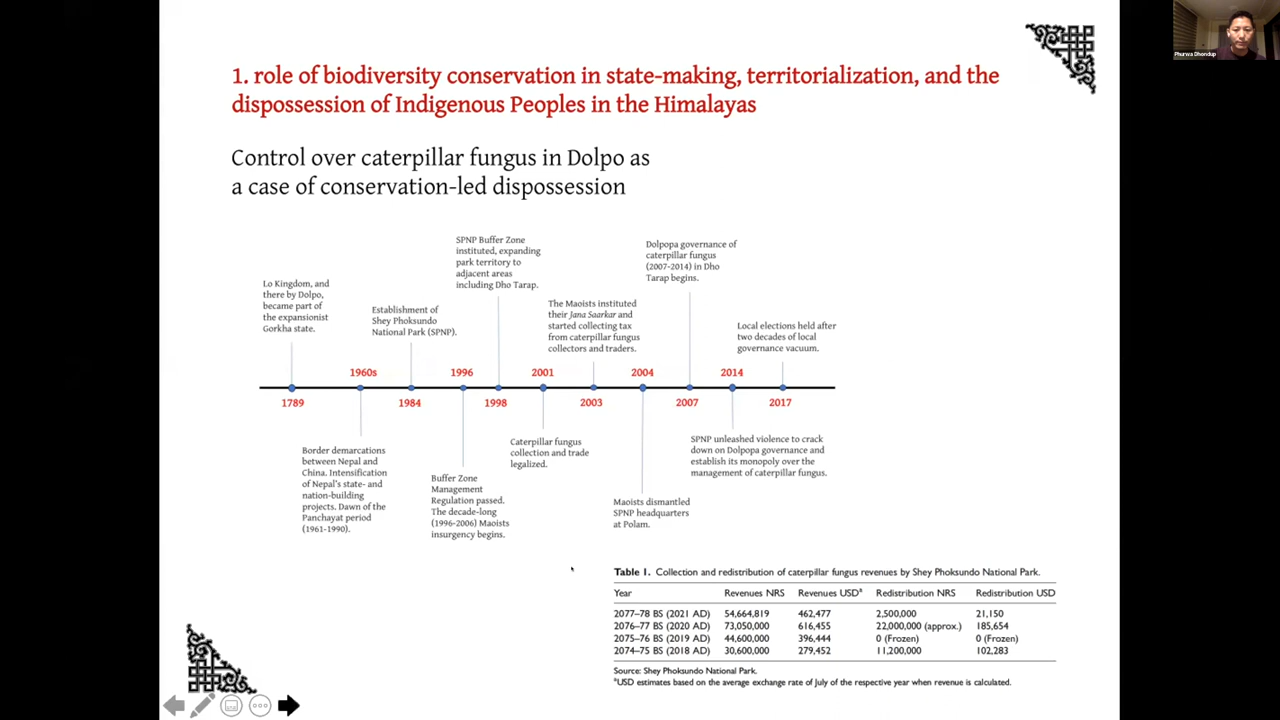 Phurwa Dhondup
1. role of biodiversity conservation in state-making, territorialization, and the
dispossession of Indigenous Peoples in the Himalayas
Control over caterpillar fungus in Dolpo as
a case of conservation-led dispossession
Lo Kingdom, and
there by Dolpo,
became part of
the expansionist
Gorkha state.
Establishment of
Shey Phoksundo
National Park (SPNP).
SPNP Buffer Zone
instituted, expanding
park territory to
adjacent areas
including Dho Tarap.
The Maoists instituted
their Jana Saarkar and
started collecting tax
from caterpillar fungus
collectors and traders.
Dolpopa governance of
caterpillar fungus
(2007-2014) in Dho
Tarap begins.
Local elections held after
two decades of local
governance vacuum.
1960s 1996 2001 2004 2014
1789 1984 1998 2003 2007 2017
Border demarcations
between Nepal and
China. Intensification
of Nepal's state- and
nation-building
projects. Dawn of the
Panchayat period
(1961-1990).
Buffer Zone
Management
Regulation passed.
The decade-long
(1996-2006) Maoists
insurgency begins.
Caterpillar fungus
collection and trade
legalized.
Maoists dismantled
SPNP headquarters
at Polam.
SPNP unleashed violence to crack
down on Dolpopa governance and
establish its monopoly over the
management of caterpillar fungus.
Table 1. Collection and redistribution of caterpillar fungus revenues by Shey Phoksundo National Park.
Year Revenues NRS Revenues USDª Redistribution NRS Redistribution USD
2077–78 BS (2021 AD) 54,664,819 462,477 2,500,000 21,150
2076–77 BS (2020 AD) 73,050,000 616,455 22,000,000 (approx.) 185,654
2075–76 BS (2019 AD) 44,600,000 396,444 0 (Frozen) 0 (Frozen)
2074–75 BS (2018 AD) 30,600,000 279,452 11,200,000 102,283
Source: Shey Phoksundo National Park.
ªUSD estimates based on the average exchange rate of July of the respective year when revenue is calculated.